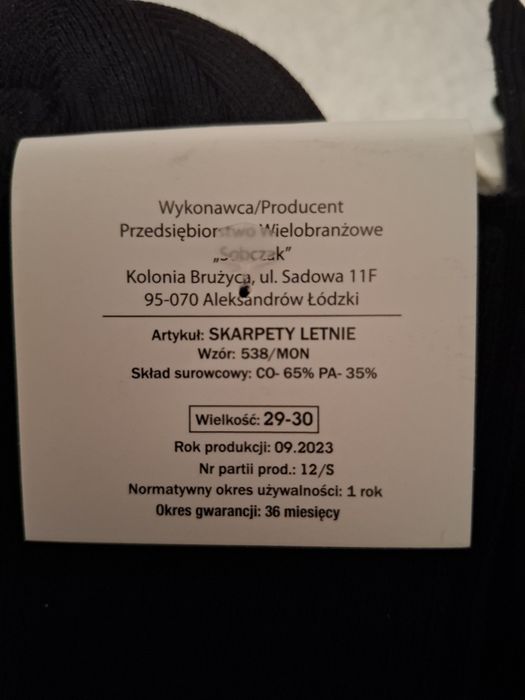 Wykonawca/Producent
Przedsiębiorstwo Wielobranżowe
„Sobczak”
Kolonia Brużyca, ul. Sadowa 11F
95-070 Aleksandrów Łódzki
Artykuł: SKARPETY LETNIE
Wzór: 538/MON
Skład surowcowy: CO- 65% PA- 35%
Wielkość: 29-30
Rok produkcji: 09.2023
Nr partii prod.: 12/S
Normatywny okres używalności: 1 rok
Okres gwarancji: 36 miesięcy